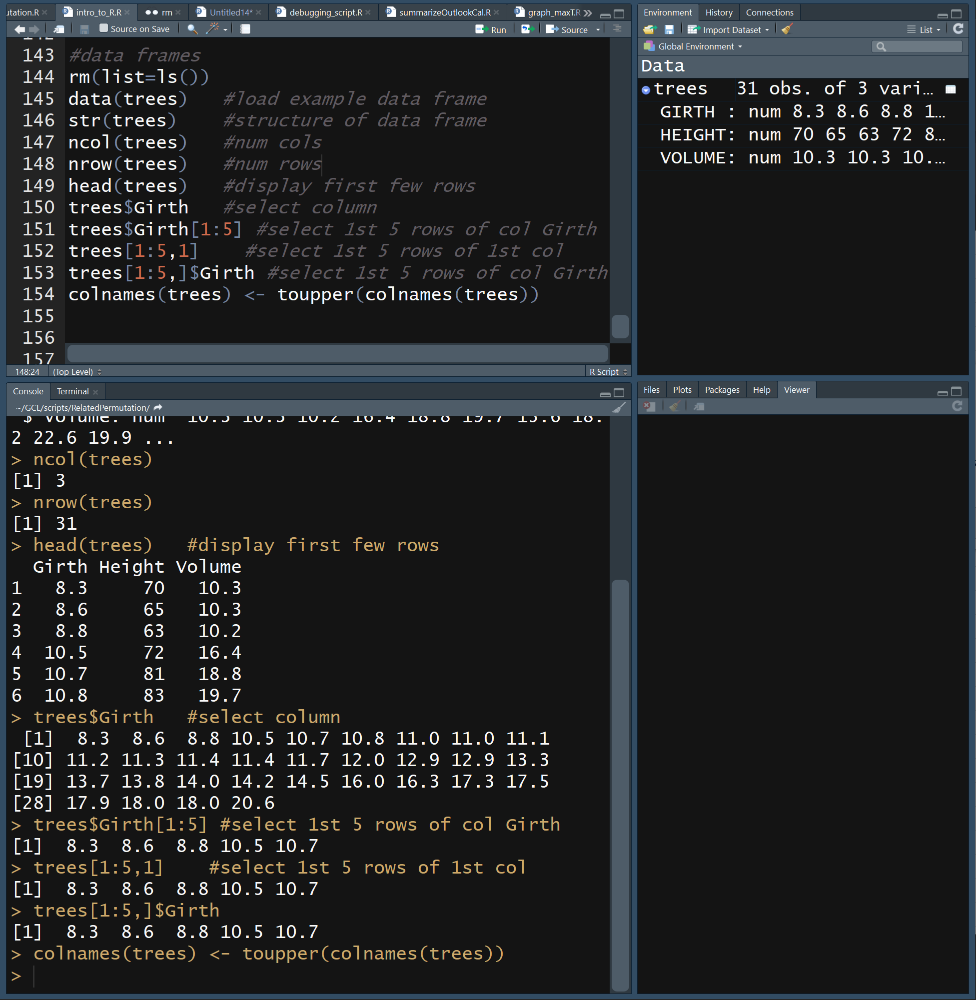 utation.R
intro_to_R.R
rm
Untitled14*
debugging_script.R
summarizeOutlookCal.R
graph_maxT.R
Source on Save
Run
Source
143 #data frames
144 rm(list=ls())
145 data(trees) #load example data frame
146 str(trees) #structure of data frame
147 ncol(trees) #num cols
148 nrow(trees) #num rows
149 head(trees) #display first few rows
150 trees$Girth #select column
151 trees$Girth[1:5] #select 1st 5 rows of col Girth
152 trees[1:5,1] #select 1st 5 rows of 1st col
153 trees[1:5,]$Girth #select 1st 5 rows of col Girth
154 colnames(trees) <- toupper(colnames(trees))
155
156
157
148:24 (Top Level) R Script
Console Terminal
~/GCL/scripts/RelatedPermutation/
$ Volume: num 10.3 10.3 10.2 16.4 18.8 19.7 15.6 18.
2 22.6 19.9 ...
> ncol(trees)
[1] 3
> nrow(trees)
[1] 31
> head(trees) #display first few rows
Girth Height Volume
1 8.3 70 10.3
2 8.6 65 10.3
3 8.8 63 10.2
4 10.5 72 16.4
5 10.7 81 18.8
6 10.8 83 19.7
> trees$Girth #select column
[1] 8.3 8.6 8.8 10.5 10.7 10.8 11.0 11.0 11.1
[10] 11.2 11.3 11.4 11.4 11.7 12.0 12.9 12.9 13.3
[19] 13.7 13.8 14.0 14.2 14.5 16.0 16.3 17.3 17.5
[28] 17.9 18.0 18.0 20.6
> trees$Girth[1:5] #select 1st 5 rows of col Girth
[1] 8.3 8.6 8.8 10.5 10.7
> trees[1:5,1] #select 1st 5 rows of 1st col
[1] 8.3 8.6 8.8 10.5 10.7
> trees[1:5,]$Girth
[1] 8.3 8.6 8.8 10.5 10.7
> colnames(trees) <- toupper(colnames(trees))
>
Environment History Connections
Import Dataset List
Global Environment
Data
trees 31 obs. of 3 vari...
GIRTH : num 8.3 8.6 8.8 1...
HEIGHT: num 70 65 63 72 8...
VOLUME: num 10.3 10.3 10....
Files Plots Packages Help Viewer